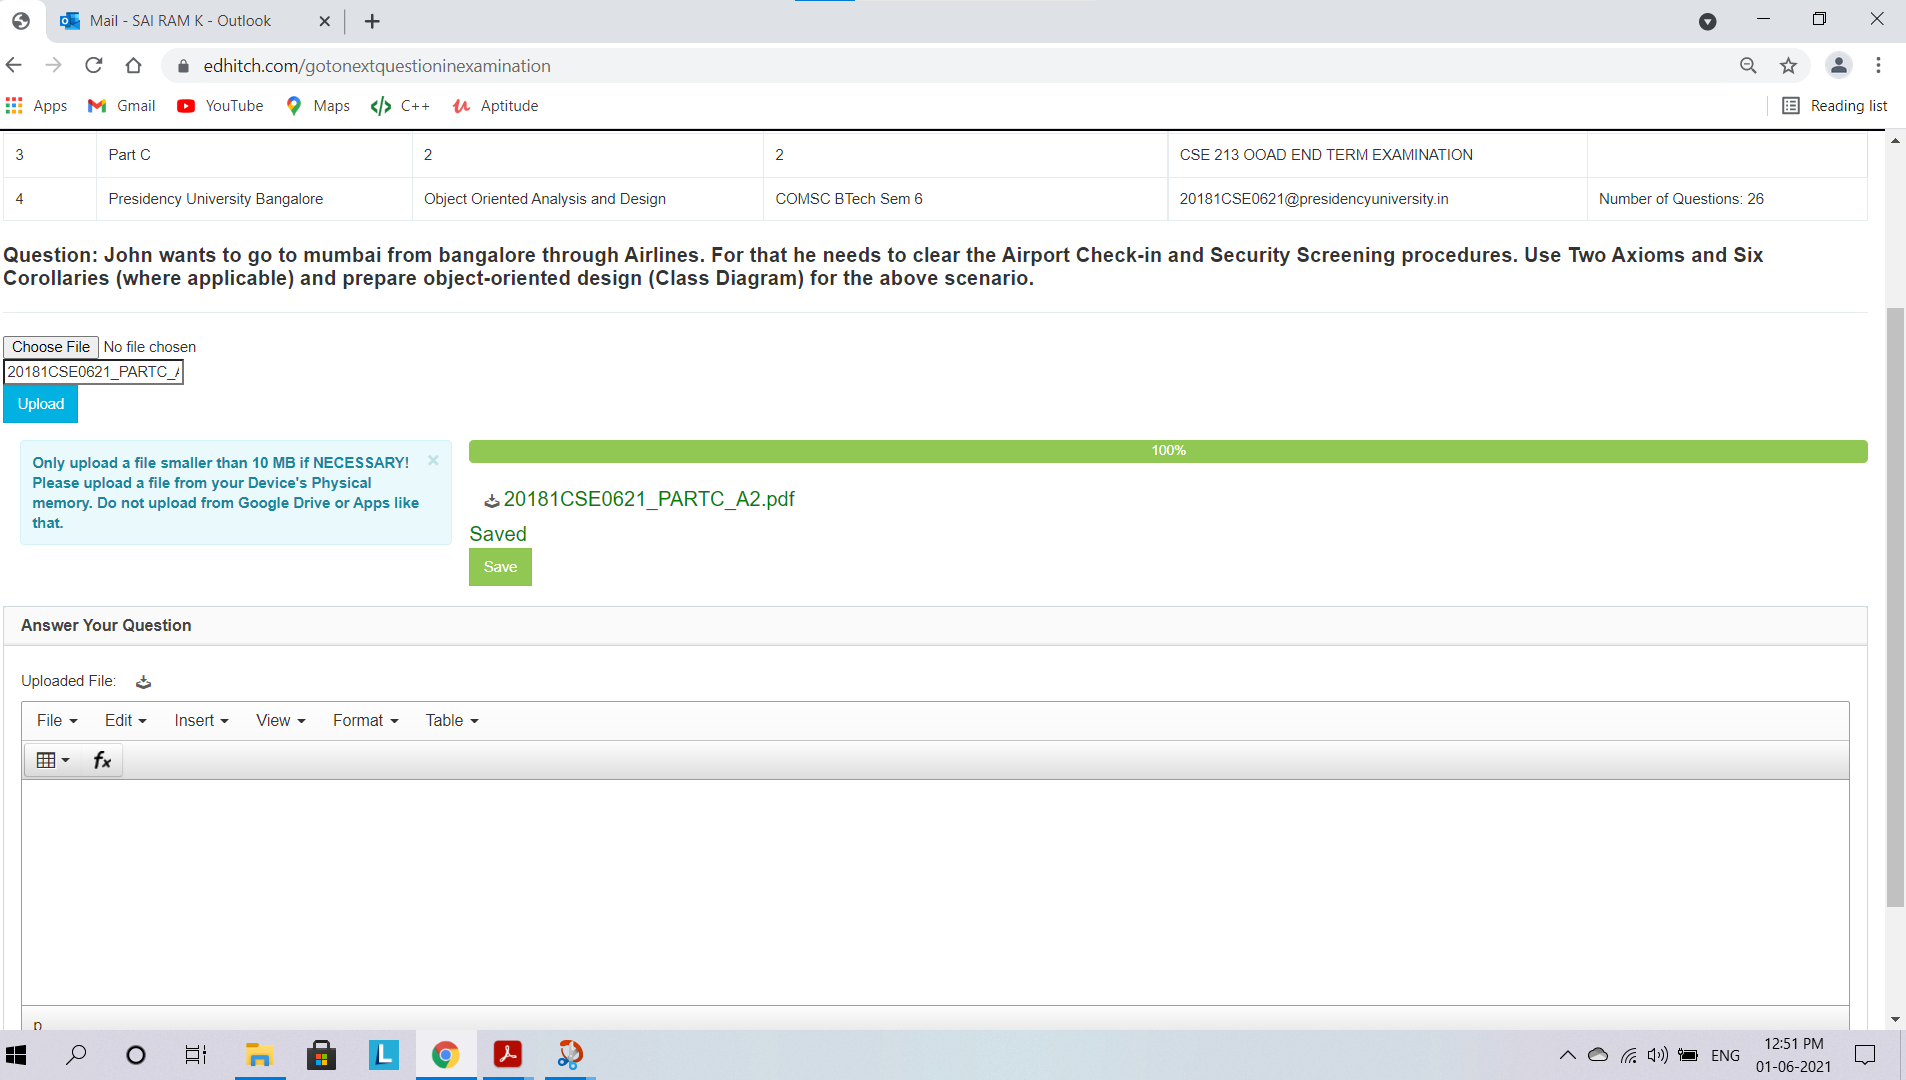 Mail - SAI RAM K - Outlook
edhitch.com/gotonextquestioninexamination
Apps Gmail YouTube Maps C++ Aptitude Reading list
3 Part C 2 2 CSE 213 OOAD END TERM EXAMINATION
4 Presidency University Bangalore Object Oriented Analysis and Design COMSC BTech Sem 6 20181CSE0621@presidencyuniversity.in Number of Questions: 26
Question: John wants to go to mumbai from bangalore through Airlines. For that he needs to clear the Airport Check-in and Security Screening procedures. Use Two Axioms and Six
Corollaries (where applicable) and prepare object-oriented design (Class Diagram) for the above scenario.
Choose File No file chosen
20181CSE0621_PARTC_
Upload
Only upload a file smaller than 10 MB if NECESSARY!
Please upload a file from your Device's Physical
memory. Do not upload from Google Drive or Apps like
that.
100%
20181CSE0621_PARTC_A2.pdf
Saved
Save
Answer Your Question
Uploaded File:
File Edit Insert View Format Table
fx
p
L
ENG
12:51 PM
01-06-2021